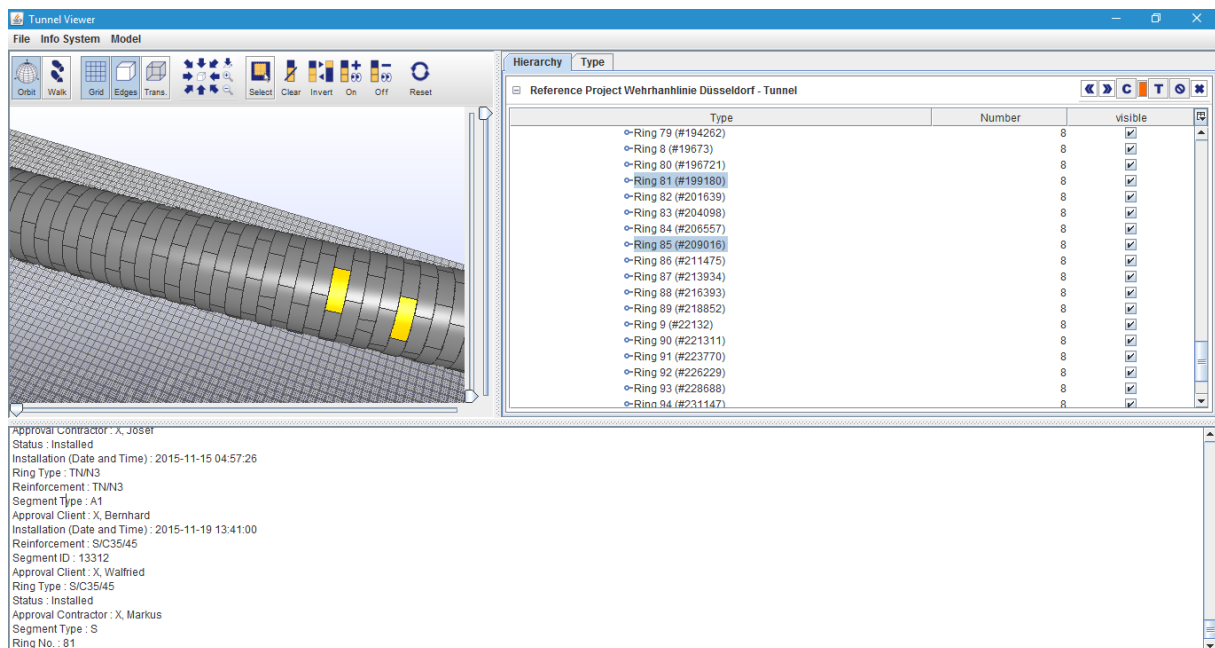 Tunnel Viewer
File Info System Model
Orbit Walk Grid Edges Trans. Select Clear Invert On Off Reset
Hierarchy Type
Reference Project Wehrhanhlinie Düsseldorf - Tunnel
C T
Type Number visible
Ring 79 (#194262) 8
Ring 8 (#19673) 8
Ring 80 (#196721) 8
Ring 81 (#199180) 8
Ring 82 (#201639) 8
Ring 83 (#204098) 8
Ring 84 (#206557) 8
Ring 85 (#209016) 8
Ring 86 (#211475) 8
Ring 87 (#213934) 8
Ring 88 (#216393) 8
Ring 89 (#218852) 8
Ring 9 (#22132) 8
Ring 90 (#221311) 8
Ring 91 (#223770) 8
Ring 92 (#226229) 8
Ring 93 (#228688) 8
Ring 94 (#231147) 8
Approval Contractor : X, Josef
Status : Installed
Installation (Date and Time) : 2015-11-15 04:57:26
Ring Type : TN/N3
Reinforcement : TN/N3
Segment Type : A1
Approval Client : X, Bernhard
Installation (Date and Time) : 2015-11-19 13:41:00
Reinforcement : S/C35/45
Segment ID : 13312
Approval Client : X, Walfried
Ring Type : S/C35/45
Status : Installed
Approval Contractor : X, Markus
Segment Type : S
Ring No. : 81